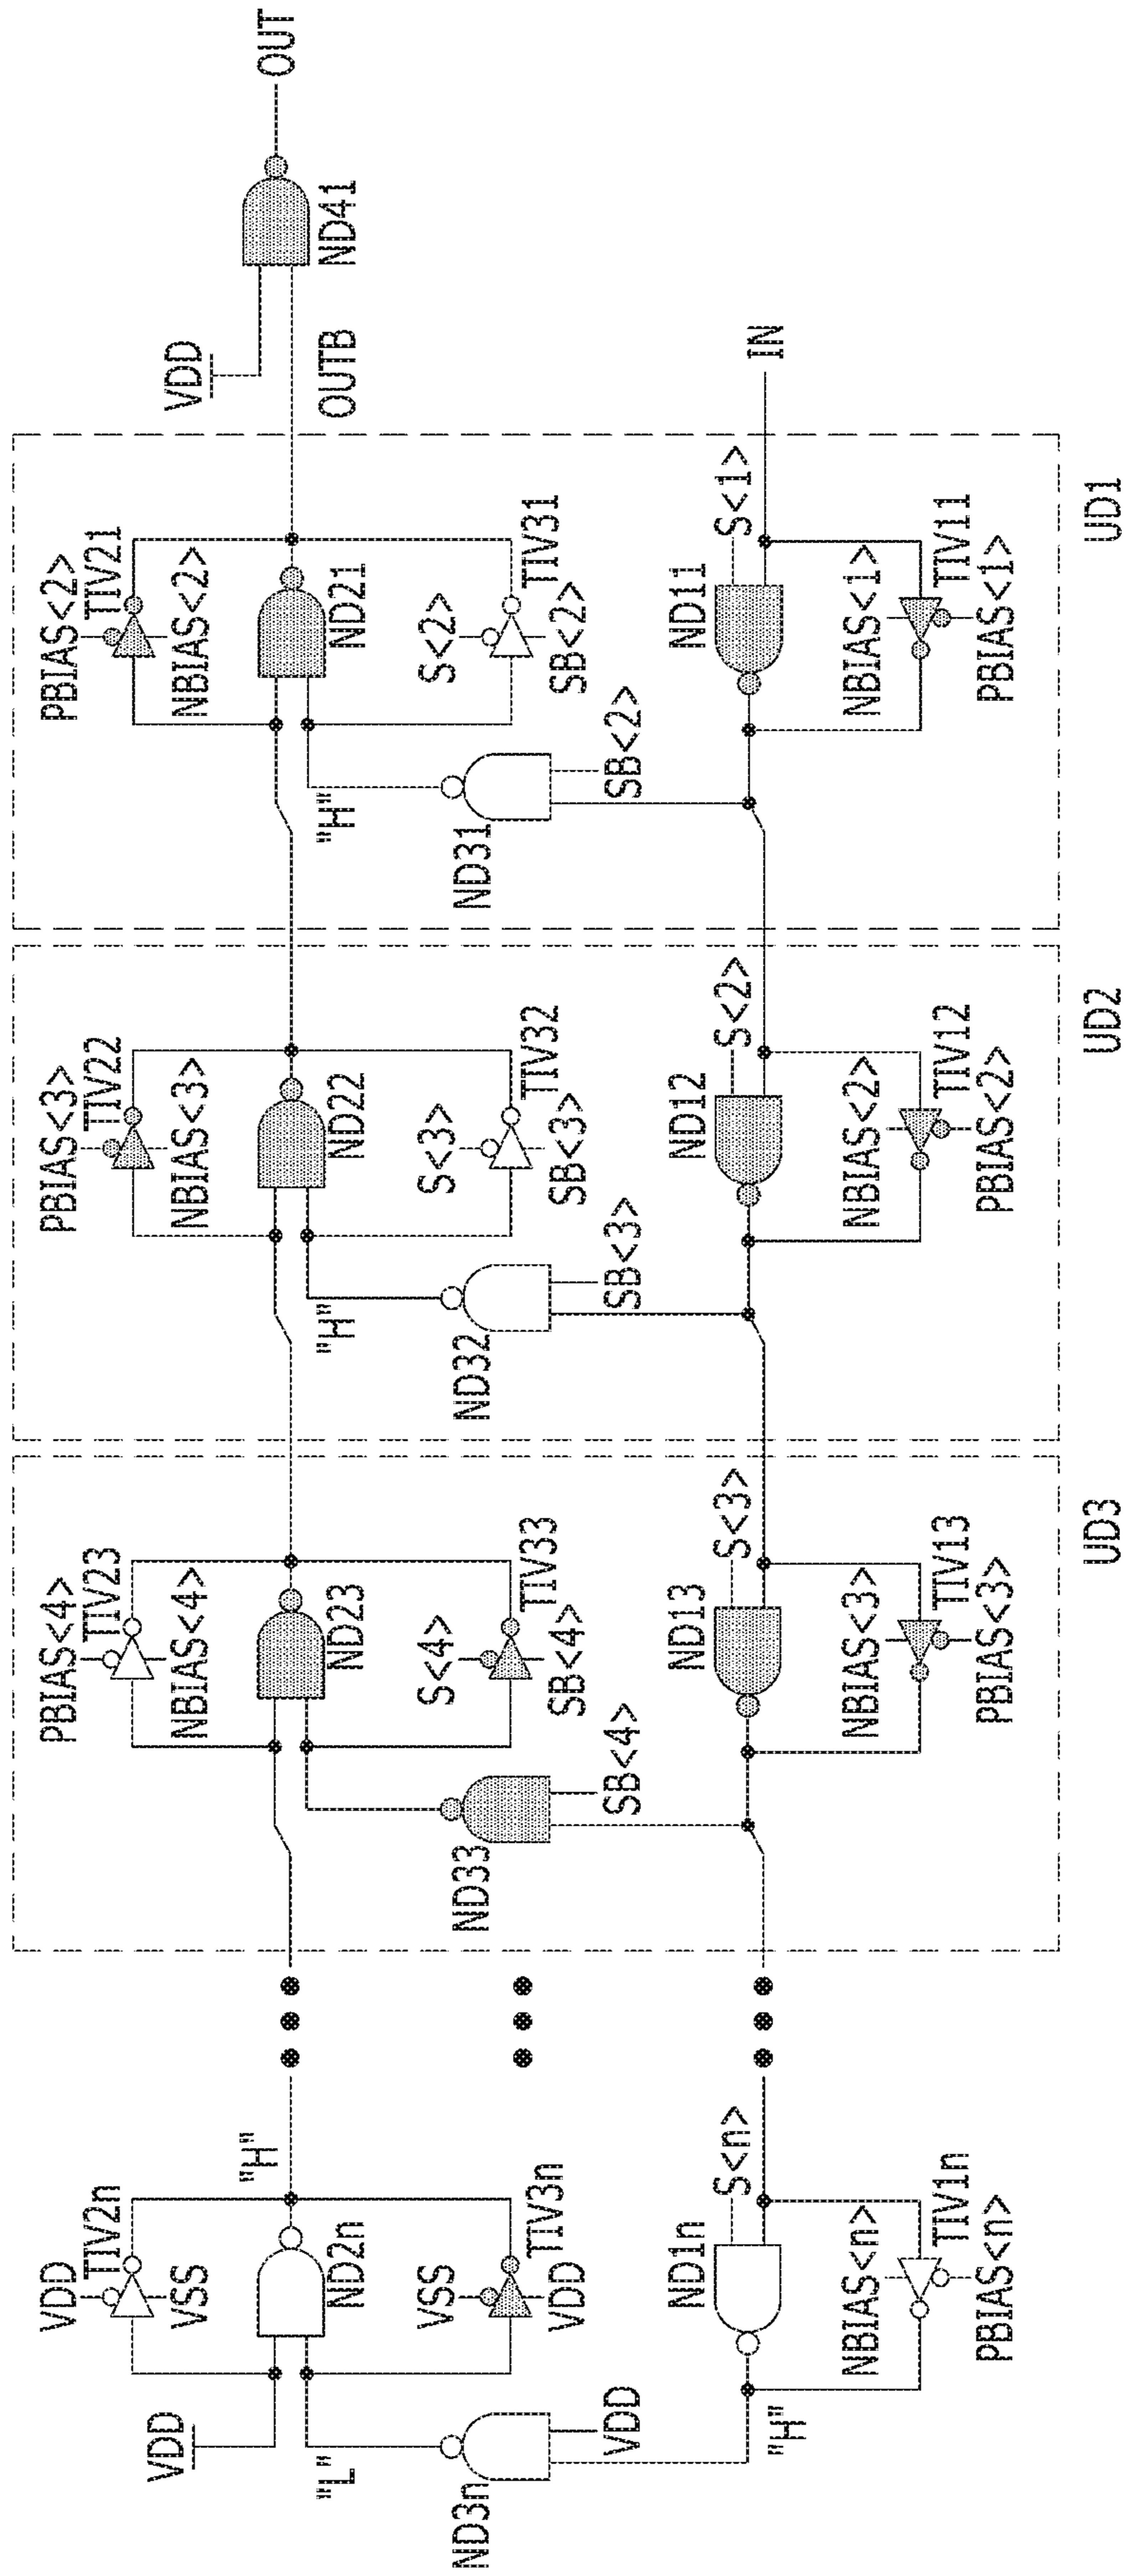 VDD
TIV2n
VSS
VDD
"H"
ND2n
VSS
TIV3n
VDD
"L"
ND3n
VDD
S<n>
ND1n
"H"
NBIAS<n>
TIV1n
PBIAS<n>
PBIAS<4>
TIV23
NBIAS<4>
ND23
S<4>
TIV33
SB<4>
ND33
SB<4>
S<3>
ND13
NBIAS<3>
TIV13
PBIAS<3>
UD3
PBIAS<3>
TIV22
NBIAS<3>
"H"
ND22
S<3>
TIV32
SB<3>
ND32
SB<3>
S<2>
ND12
NBIAS<2>
TIV12
PBIAS<2>
UD2
PBIAS<2>
TIV21
NBIAS<2>
"H"
ND21
S<2>
TIV31
SB<2>
ND31
SB<2>
S<1>
ND11
NBIAS<1>
TIV11
PBIAS<1>
UD1
VDD
OUTB
ND41
OUT
IN